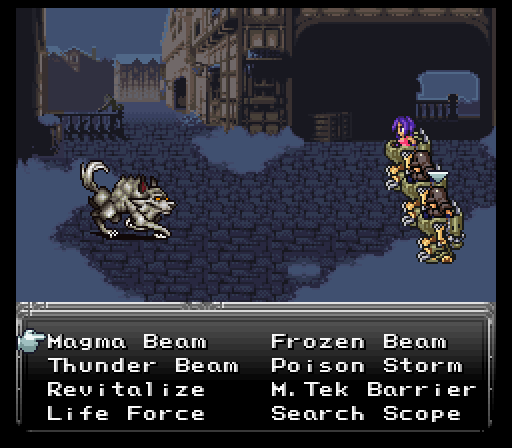 Magma Beam Frozen Beam
Thunder Beam Poison Storm
Revitalize M.Tek Barrier
Life Force Search Scope